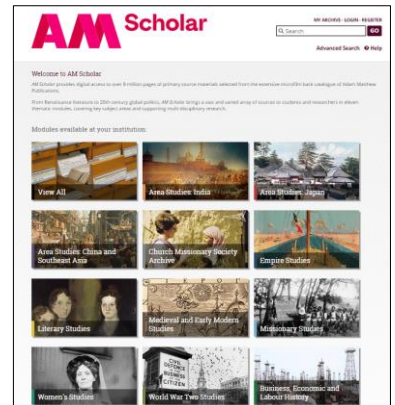 AM Scholar
MY ARCHIVE · LOGIN · REGISTER
Search
GO
Advanced Search
Help
Welcome to AM Scholar
AM Scholar provides digital access to over 8 million pages of primary source materials selected from the extensive microfilm back catalogue of Adam Matthew
Publications.
From Renaissance literature to 20th-century global politics, AM Scholar brings a vast and varied array of sources to students and researchers in eleven
thematic modules, covering key subject areas and supporting multi-disciplinary research.
Modules available at your institution:
View All
Area Studies: India
Area Studies: Japan
Area Studies: China and
Southeast Asia
Church Missionary Society
Archive
Empire Studies
Literary Studies
Medieval and Early Modern
Studies
Missionary Studies
Women's Studies
CIVIL
DEFENCE
is the
BUSINESS
of the
CITIZEN
World War Two Studies
Business, Economic and
Labour History